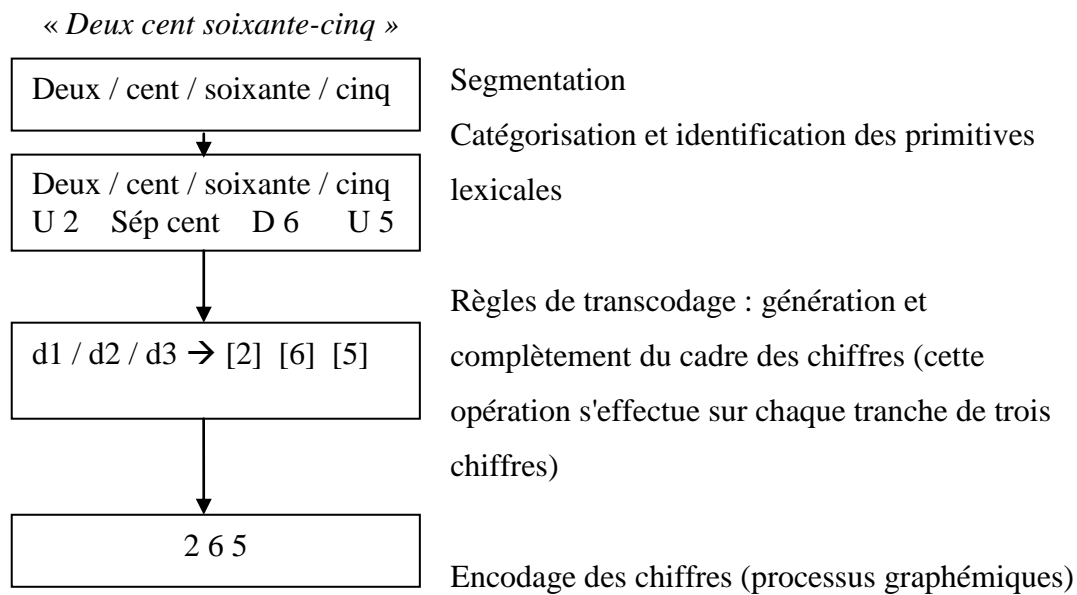 « Deux cent soixante-cinq »
Deux / cent / soixante / cinq
Segmentation
Catégorisation et identification des primitives
lexicales
Deux / cent / soixante / cinq
U 2 Sép cent D 6 U 5
Règles de transcodage : génération et
complètement du cadre des chiffres (cette
opération s'effectue sur chaque tranche de trois
chiffres)
d1 / d2 / d3 → [2] [6] [5]
2 6 5
Encodage des chiffres (processus graphémiques)